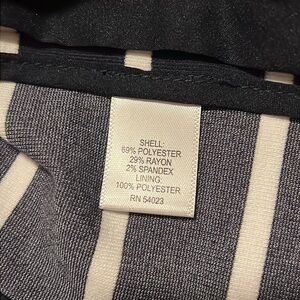 SHELL:
69% POLYESTER
29% RAYON
2% SPANDEX
LINING:
100% POLYESTER
RN 54023